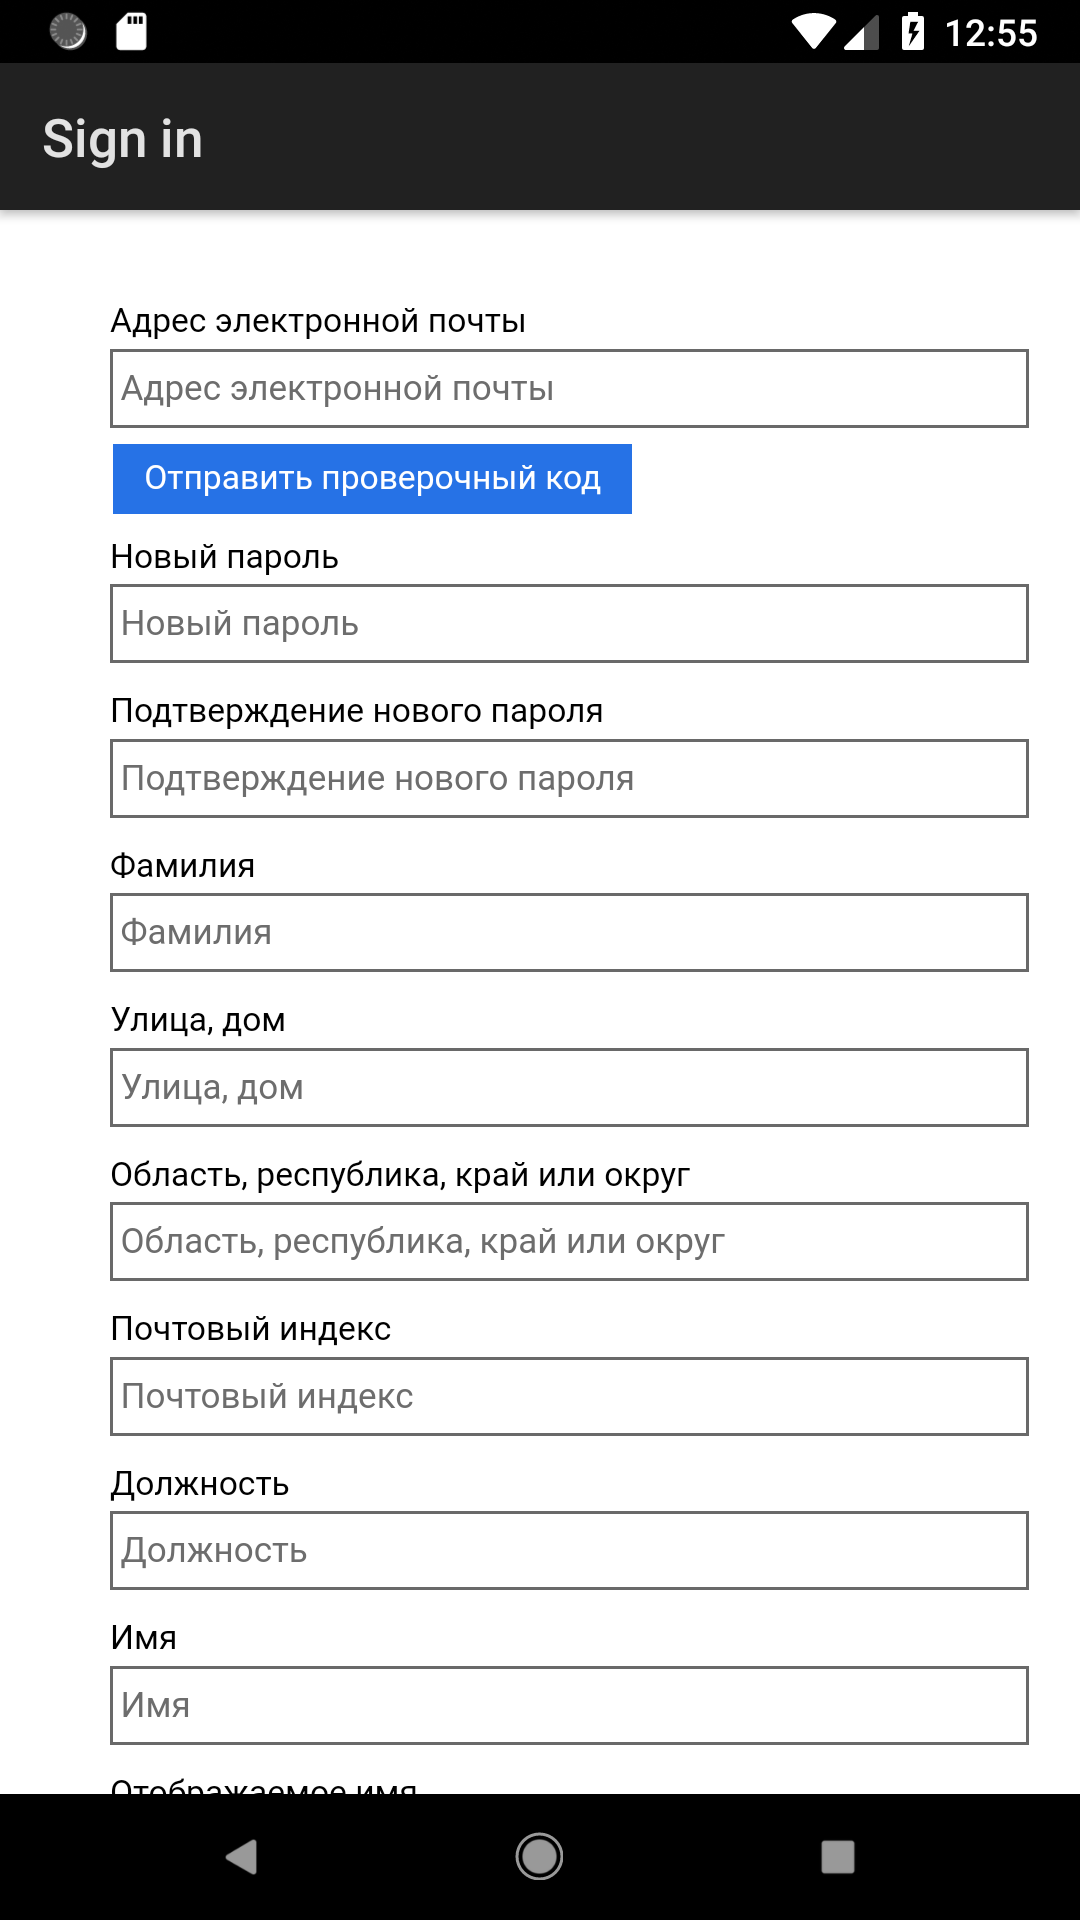 12:55
Sign in
Адрес электронной почты
Адрес электронной почты
Отправить проверочный код
Новый пароль
Новый пароль
Подтверждение нового пароля
Подтверждение нового пароля
Фамилия
Фамилия
Улица, дом
Улица, дом
Область, республика, край или округ
Область, республика, край или округ
Почтовый индекс
Почтовый индекс
Должность
Должность
Имя
Имя
Отображаемое имя